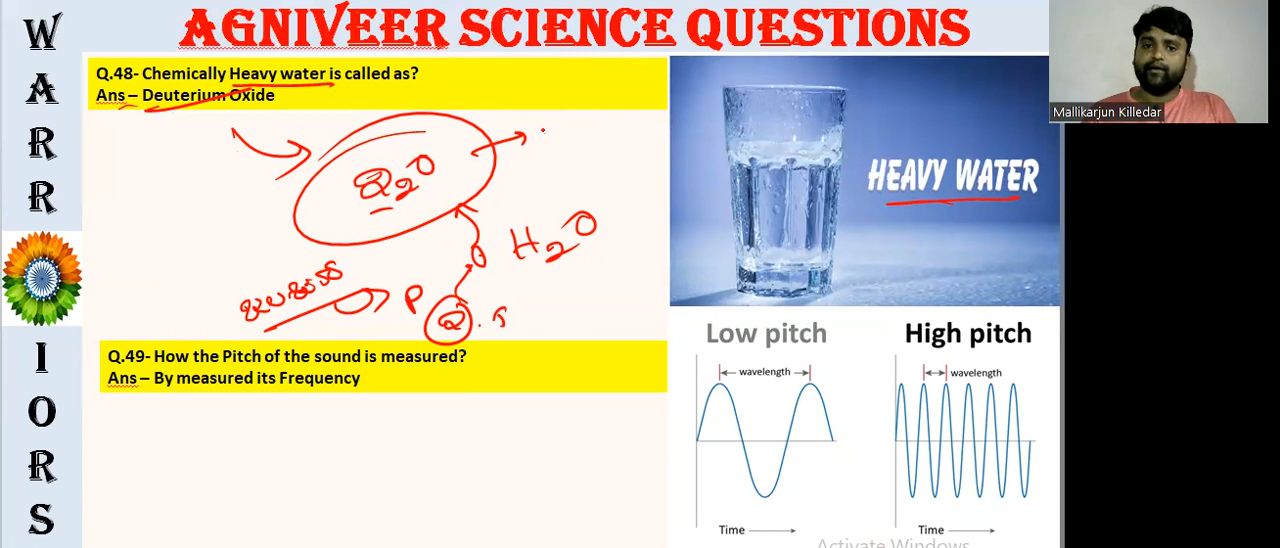 WARRIORS
AGNIVEER SCIENCE QUESTIONS
Q.48- Chemically Heavy water is called as?
Ans – Deuterium Oxide
H2O
P
HEAVY WATER
Mallikarjun Killedar
Q.49- How the Pitch of the sound is measured?
Ans – By measured its Frequency
Low pitch
High pitch
wavelength
wavelength
Time
Time
Activate Windows